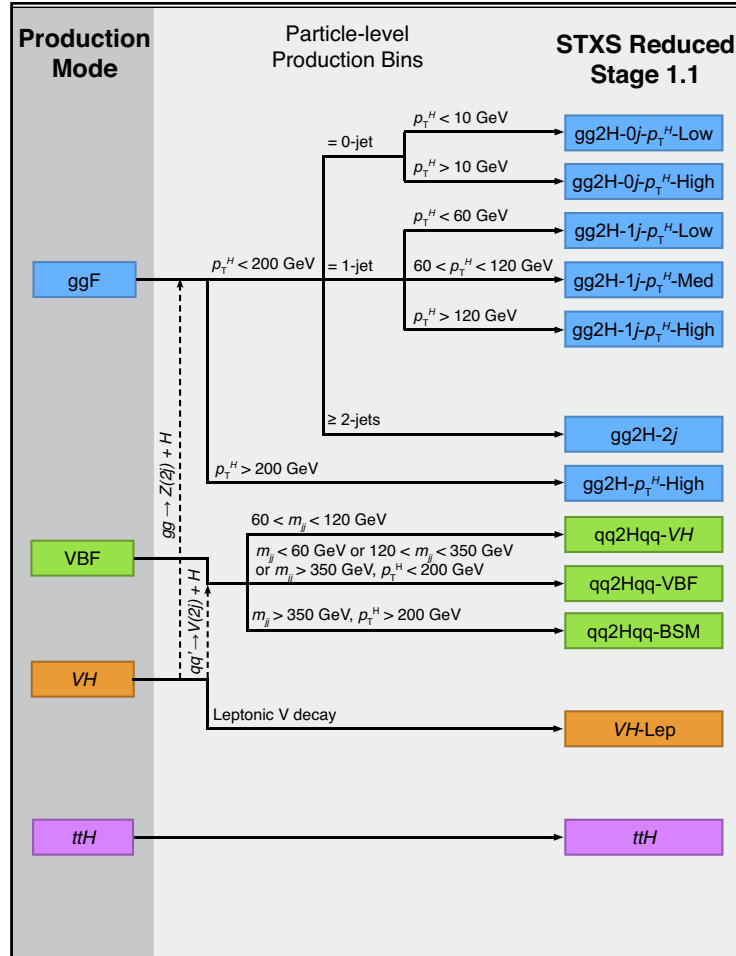 Production
Mode
Particle-level
Production Bins
STXS Reduced
Stage 1.1
p_T^H < 10 GeV
gg2H-0j-p_T^H-Low
= 0-jet
p_T^H > 10 GeV
gg2H-0j-p_T^H-High
p_T^H < 60 GeV
gg2H-1j-p_T^H-Low
ggF
p_T^H < 200 GeV
= 1-jet
60 < p_T^H < 120 GeV
gg2H-1j-p_T^H-Med
p_T^H > 120 GeV
gg2H-1j-p_T^H-High
≥ 2-jets
gg2H-2j
p_T^H > 200 GeV
gg2H-p_T^H-High
gg → Z(2j) + H
60 < m_jj < 120 GeV
qq2Hqq-VH
VBF
m_jj < 60 GeV or 120 < m_jj < 350 GeV
or m_jj > 350 GeV, p_T^H < 200 GeV
qq2Hqq-VBF
qq' → V(2j) + H
m_jj > 350 GeV, p_T^H > 200 GeV
qq2Hqq-BSM
VH
Leptonic V decay
VH-Lep
ttH
ttH